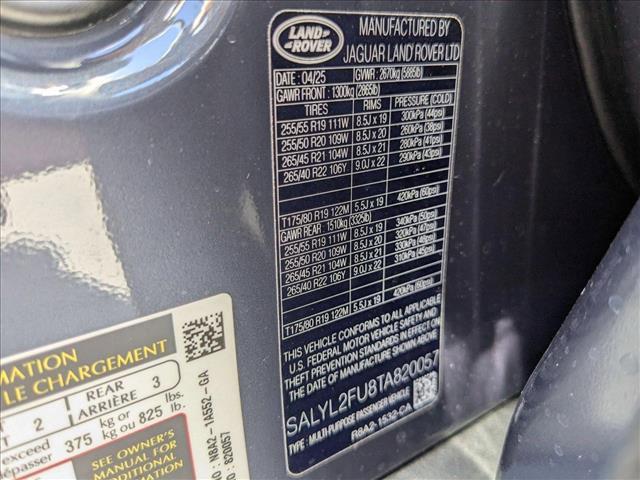 LAND
ROVER
MANUFACTURED BY
JAGUAR LAND ROVER LTD
DATE : 04/25 GVWR : 2670kg (5885lb)
GAWR FRONT : 1300kg (2865lb)
TIRES RIMS PRESSURE (COLD)
255/55 R19 111W 8.5J x 19 300kPa (44psi)
255/50 R20 109W 8.5J x 20 260kPa (38psi)
265/45 R21 104W 8.5J x 21 280kPa (41psi)
265/40 R22 106Y 9.0J x 22 290kPa (43psi)
T175/80 R19 122M 5.5J x 19 420kPa (60psi)
GAWR REAR : 1510kg (3325lb)
255/55 R19 111W 8.5J x 19 340kPa (50psi)
255/50 R20 109W 8.5J x 20 320kPa (47psi)
265/45 R21 104W 8.5J x 21 330kPa (48psi)
265/40 R22 106Y 9.0J x 22 310kPa (45psi)
T175/80 R19 122M 5.5J x 19 420kPa (60psi)
THIS VEHICLE CONFORMS TO ALL APPLICABLE
U.S. FEDERAL MOTOR VEHICLE SAFETY AND
THEFT PREVENTION STANDARDS IN EFFECT
ON THE DATE OF MANUFACTURE SHOWN ABOVE
SALYL2FU8TA820057
TYPE : MULTI-PURPOSE PASSENGER VEHICLE
R8A2-1532-CA
MATION
LE CHARGEMENT
2 REAR
ARRIÈRE 3
exceed
épasser 375 kg or
kg ou 825 lbs.
lb.
SEE OWNER'S
MANUAL FOR
ADDITIONAL
N8A2-1A552-GA
: 820057